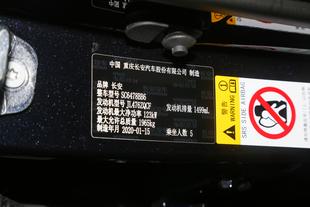 中国 重庆长安汽车股份有限公司 制造
品牌 长安
整车型号 SC6478BB6
发动机型号 JL476ZQCF 发动机排量 1499mL
发动机最大净功率 123kW
最大允许总质量 1965kg
制造年月 2020-01-15 乘坐人数 5
警告
WARNING
SRS SIDE AIRBAG